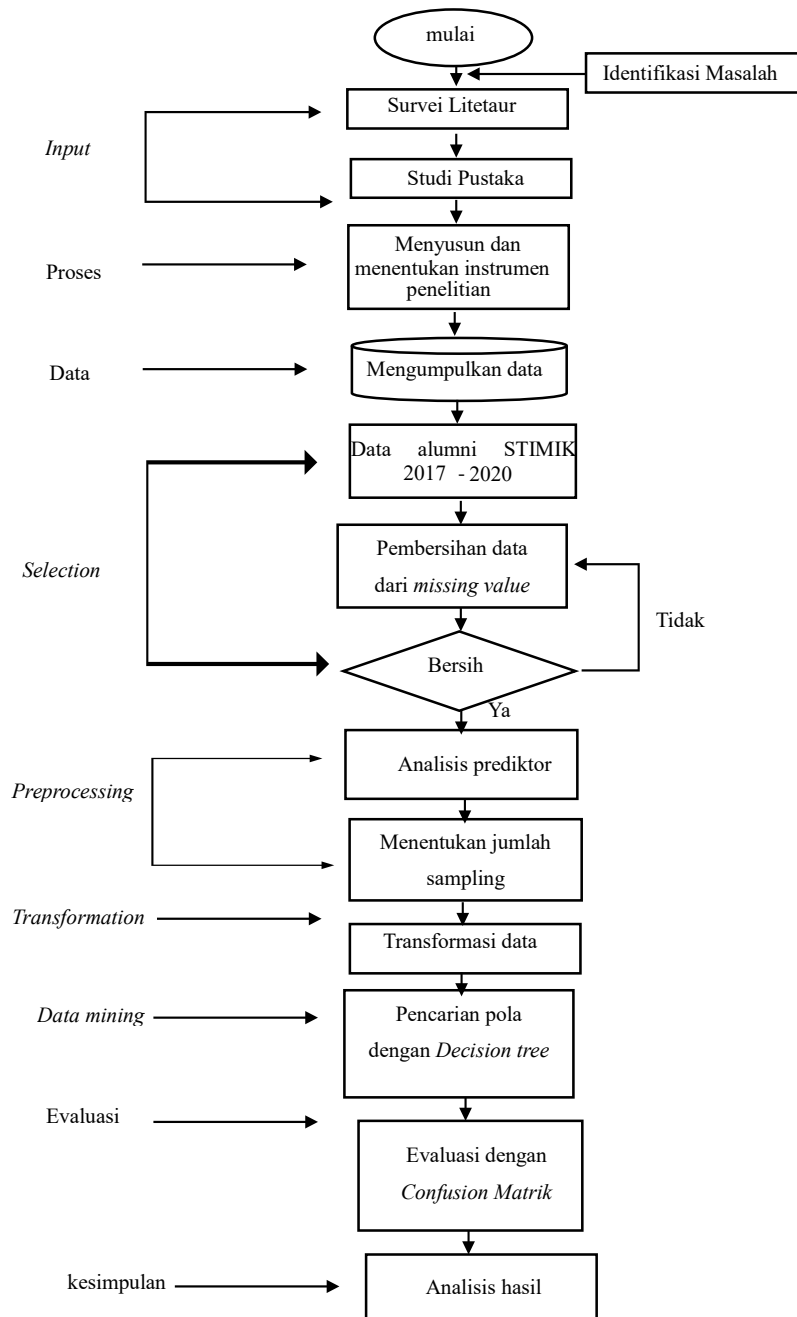 mulai
Identifikasi Masalah
Survei Litetaur
Input
Studi Pustaka
Menyusun dan
menentukan instrumen
penelitian
Proses
Data
Mengumpulkan data
Data alumni STIMIK
2017 - 2020
Selection
Pembersihan data
dari missing value
Tidak
Bersih
Ya
Preprocessing
Analisis prediktor
Menentukan jumlah
sampling
Transformation
Transformasi data
Data mining
Pencarian pola
dengan Decision tree
Evaluasi
Evaluasi dengan
Confusion Matrik
kesimpulan
Analisis hasil